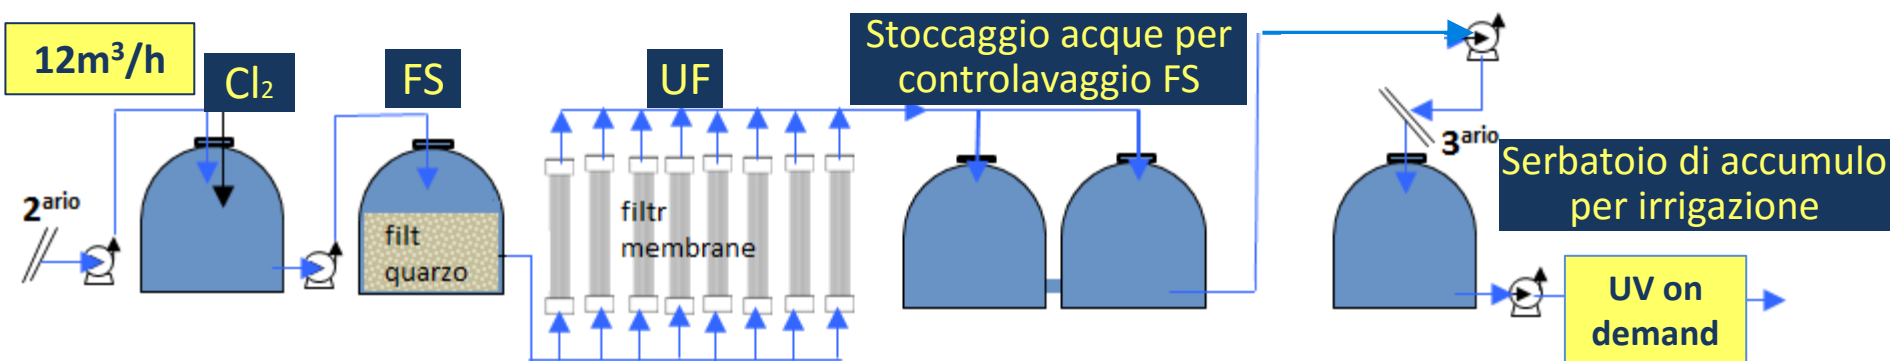 12m³/h
Cl₂
FS
UF
Stoccaggio acque per
controlavaggio FS
2ario
filt
quarzo
filtr
membrane
3ario
Serbatoio di accumulo
per irrigazione
UV on
demand